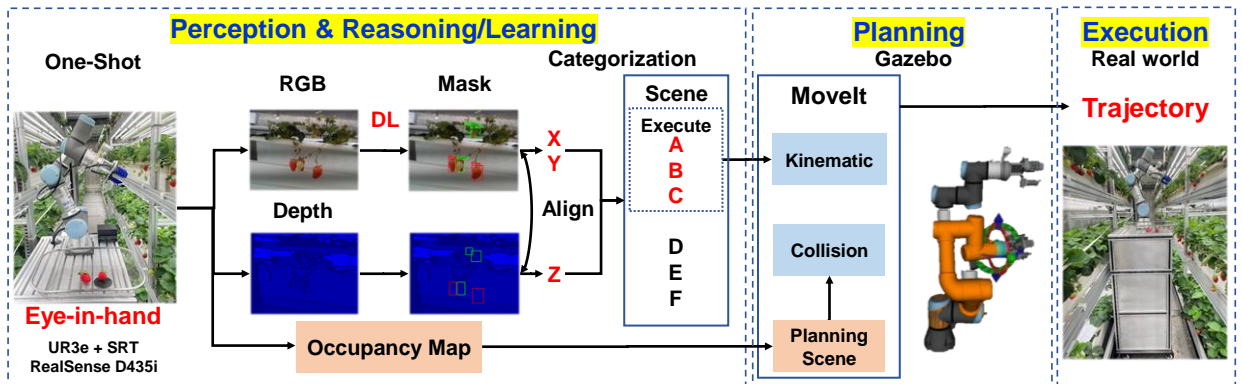 Perception & Reasoning/Learning
One-Shot
RGB
Mask
Categorization
DL
X
Y
Depth
Align
Z
Eye-in-hand
UR3e + SRT
RealSense D435i
Occupancy Map
Scene
Execute
A
B
C
D
E
F
Planning
Gazebo
MoveIt
Kinematic
Collision
Planning
Scene
Execution
Real world
Trajectory